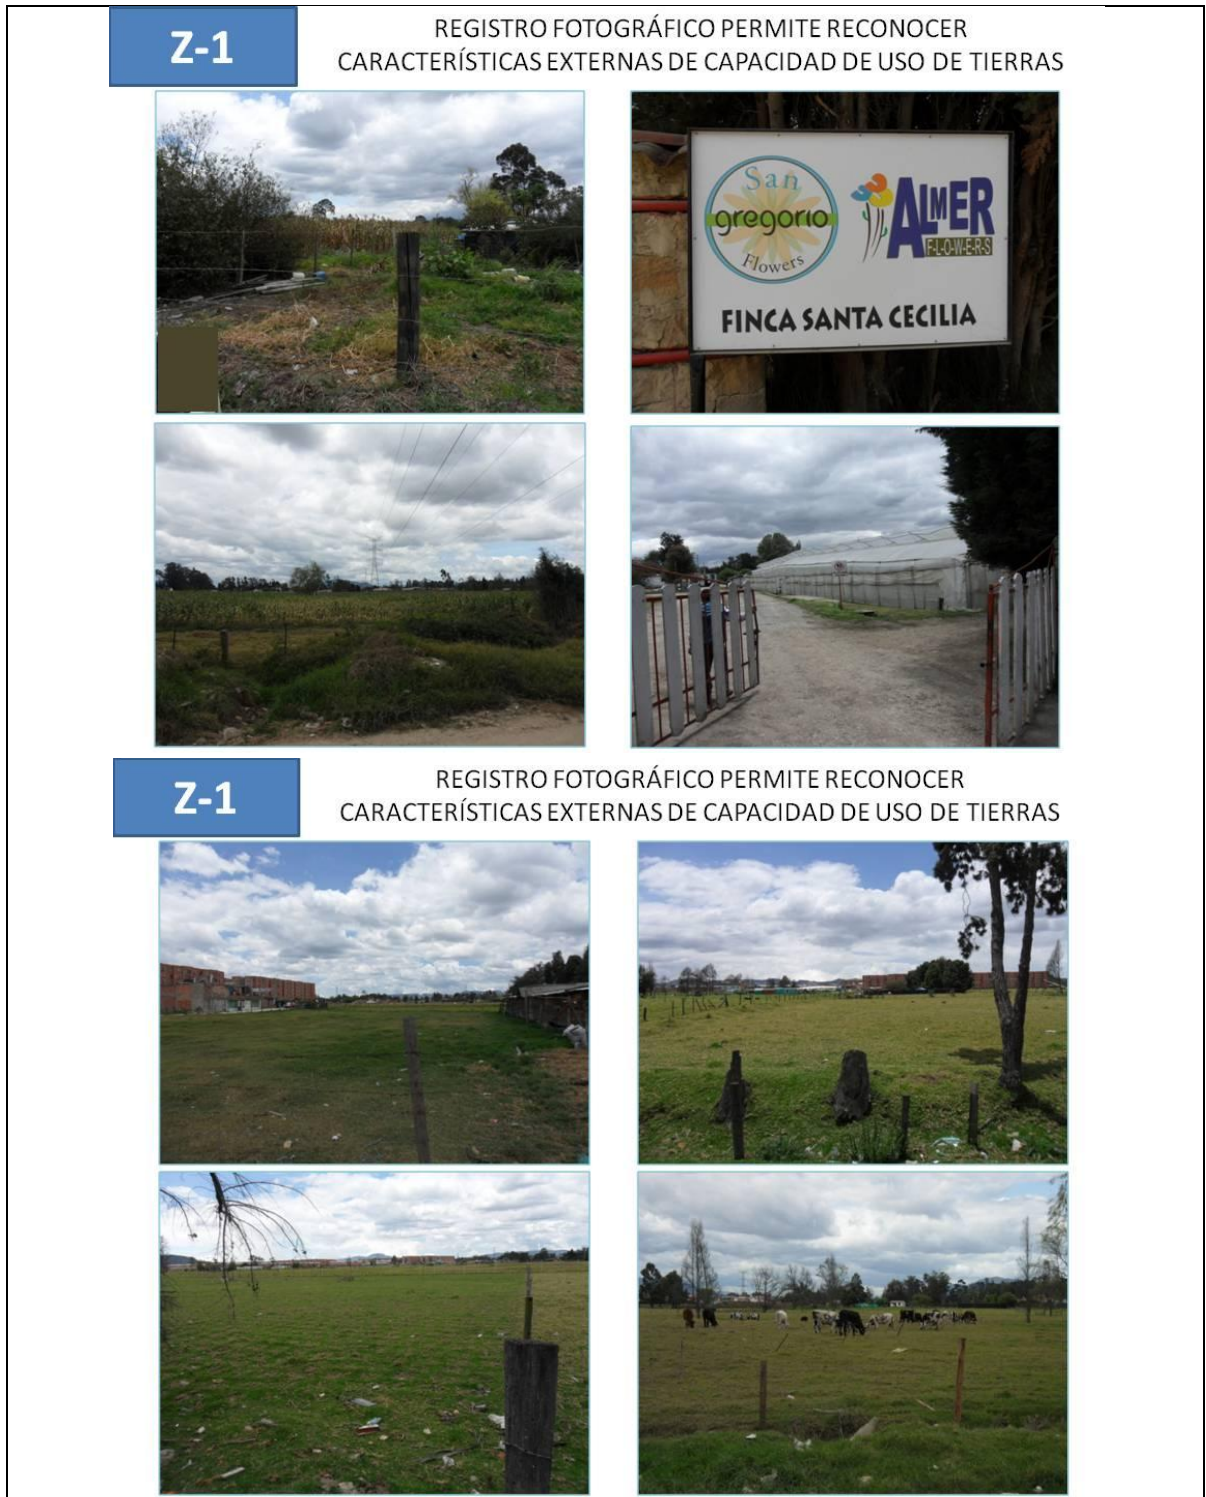 Z-1
REGISTRO FOTOGRÁFICO PERMITE RECONOCER
CARACTERÍSTICAS EXTERNAS DE CAPACIDAD DE USO DE TIERRAS
San
gregorio
Flowers
ALMER
F-L-O-W-E-R-S
FINCA SANTA CECILIA
Z-1
REGISTRO FOTOGRÁFICO PERMITE RECONOCER
CARACTERÍSTICAS EXTERNAS DE CAPACIDAD DE USO DE TIERRAS